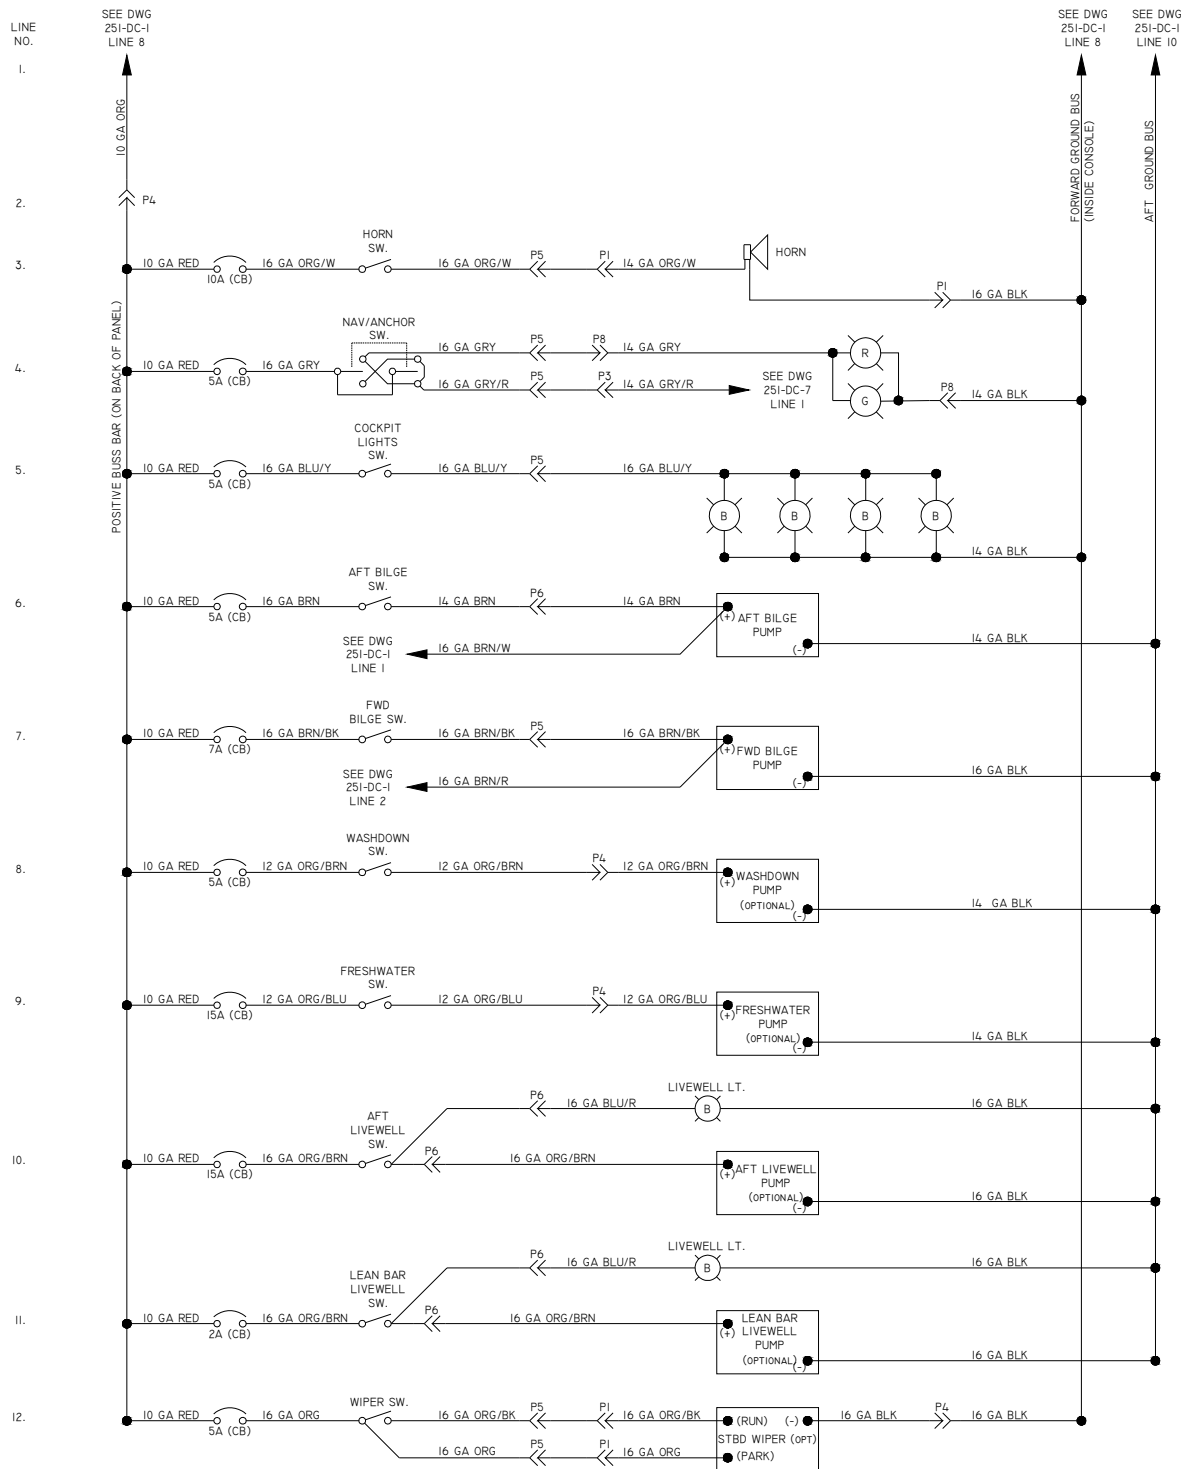 LINE
NO.
SEE DWG
251-DC-1
LINE 8
SEE DWG
251-DC-1
LINE 8
SEE DWG
251-DC-1
LINE 10
1.
10 GA ORG
FORWARD GROUND BUS
(INSIDE CONSOLE)
AFT GROUND BUS
2.
P4
POSITIVE BUSS BAR (ON BACK OF PANEL)
3.
10 GA RED
10A (CB)
16 GA ORG/W
HORN
SW.
16 GA ORG/W
P5
P1
14 GA ORG/W
HORN
P1
16 GA BLK
4.
10 GA RED
5A (CB)
16 GA GRY
NAV/ANCHOR
SW.
16 GA GRY
P5
P8
14 GA GRY
16 GA GRY/R
P5
P3
14 GA GRY/R
SEE DWG
251-DC-7
LINE 1
R
G
P8
14 GA BLK
5.
10 GA RED
5A (CB)
16 GA BLU/Y
COCKPIT
LIGHTS
SW.
16 GA BLU/Y
P5
16 GA BLU/Y
B
B
B
B
14 GA BLK
6.
10 GA RED
5A (CB)
16 GA BRN
AFT BILGE
SW.
14 GA BRN
P6
14 GA BRN
(+)
AFT BILGE
PUMP
(-)
14 GA BLK
SEE DWG
251-DC-1
LINE 1
16 GA BRN/W
7.
10 GA RED
7A (CB)
16 GA BRN/BK
FWD
BILGE SW.
16 GA BRN/BK
P5
16 GA BRN/BK
(+)
FWD BILGE
PUMP
(-)
16 GA BLK
SEE DWG
251-DC-1
LINE 2
16 GA BRN/R
8.
10 GA RED
5A (CB)
12 GA ORG/BRN
WASHDOWN
SW.
12 GA ORG/BRN
P4
12 GA ORG/BRN
(+)
WASHDOWN
PUMP
(OPTIONAL)
(-)
14 GA BLK
9.
10 GA RED
15A (CB)
12 GA ORG/BLU
FRESHWATER
SW.
12 GA ORG/BLU
P4
12 GA ORG/BLU
(+)
FRESHWATER
PUMP
(OPTIONAL)
(-)
14 GA BLK
10.
10 GA RED
15A (CB)
16 GA ORG/BRN
AFT
LIVEWELL
SW.
P6
16 GA BLU/R
LIVEWELL LT.
B
16 GA BLK
P6
16 GA ORG/BRN
(+)
AFT LIVEWELL
PUMP
(OPTIONAL)
(-)
16 GA BLK
11.
10 GA RED
2A (CB)
16 GA ORG/BRN
LEAN BAR
LIVEWELL
SW.
P6
16 GA BLU/R
LIVEWELL LT.
B
16 GA BLK
P6
16 GA ORG/BRN
(+)
LEAN BAR
LIVEWELL
PUMP
(OPTIONAL)
(-)
16 GA BLK
12.
10 GA RED
5A (CB)
16 GA ORG
WIPER SW.
16 GA ORG/BK
P5
P1
16 GA ORG/BK
(RUN)
(-)
16 GA BLK
P4
16 GA BLK
STBD WIPER (OPT)
16 GA ORG
P5
P1
16 GA ORG
(PARK)